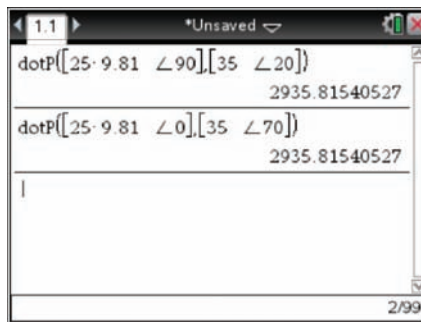 1.1 *Unsaved
dotP([25·9.81 ∠90],[35 ∠20])
2935.81540527
dotP([25·9.81 ∠0],[35 ∠70])
2935.81540527
2/99